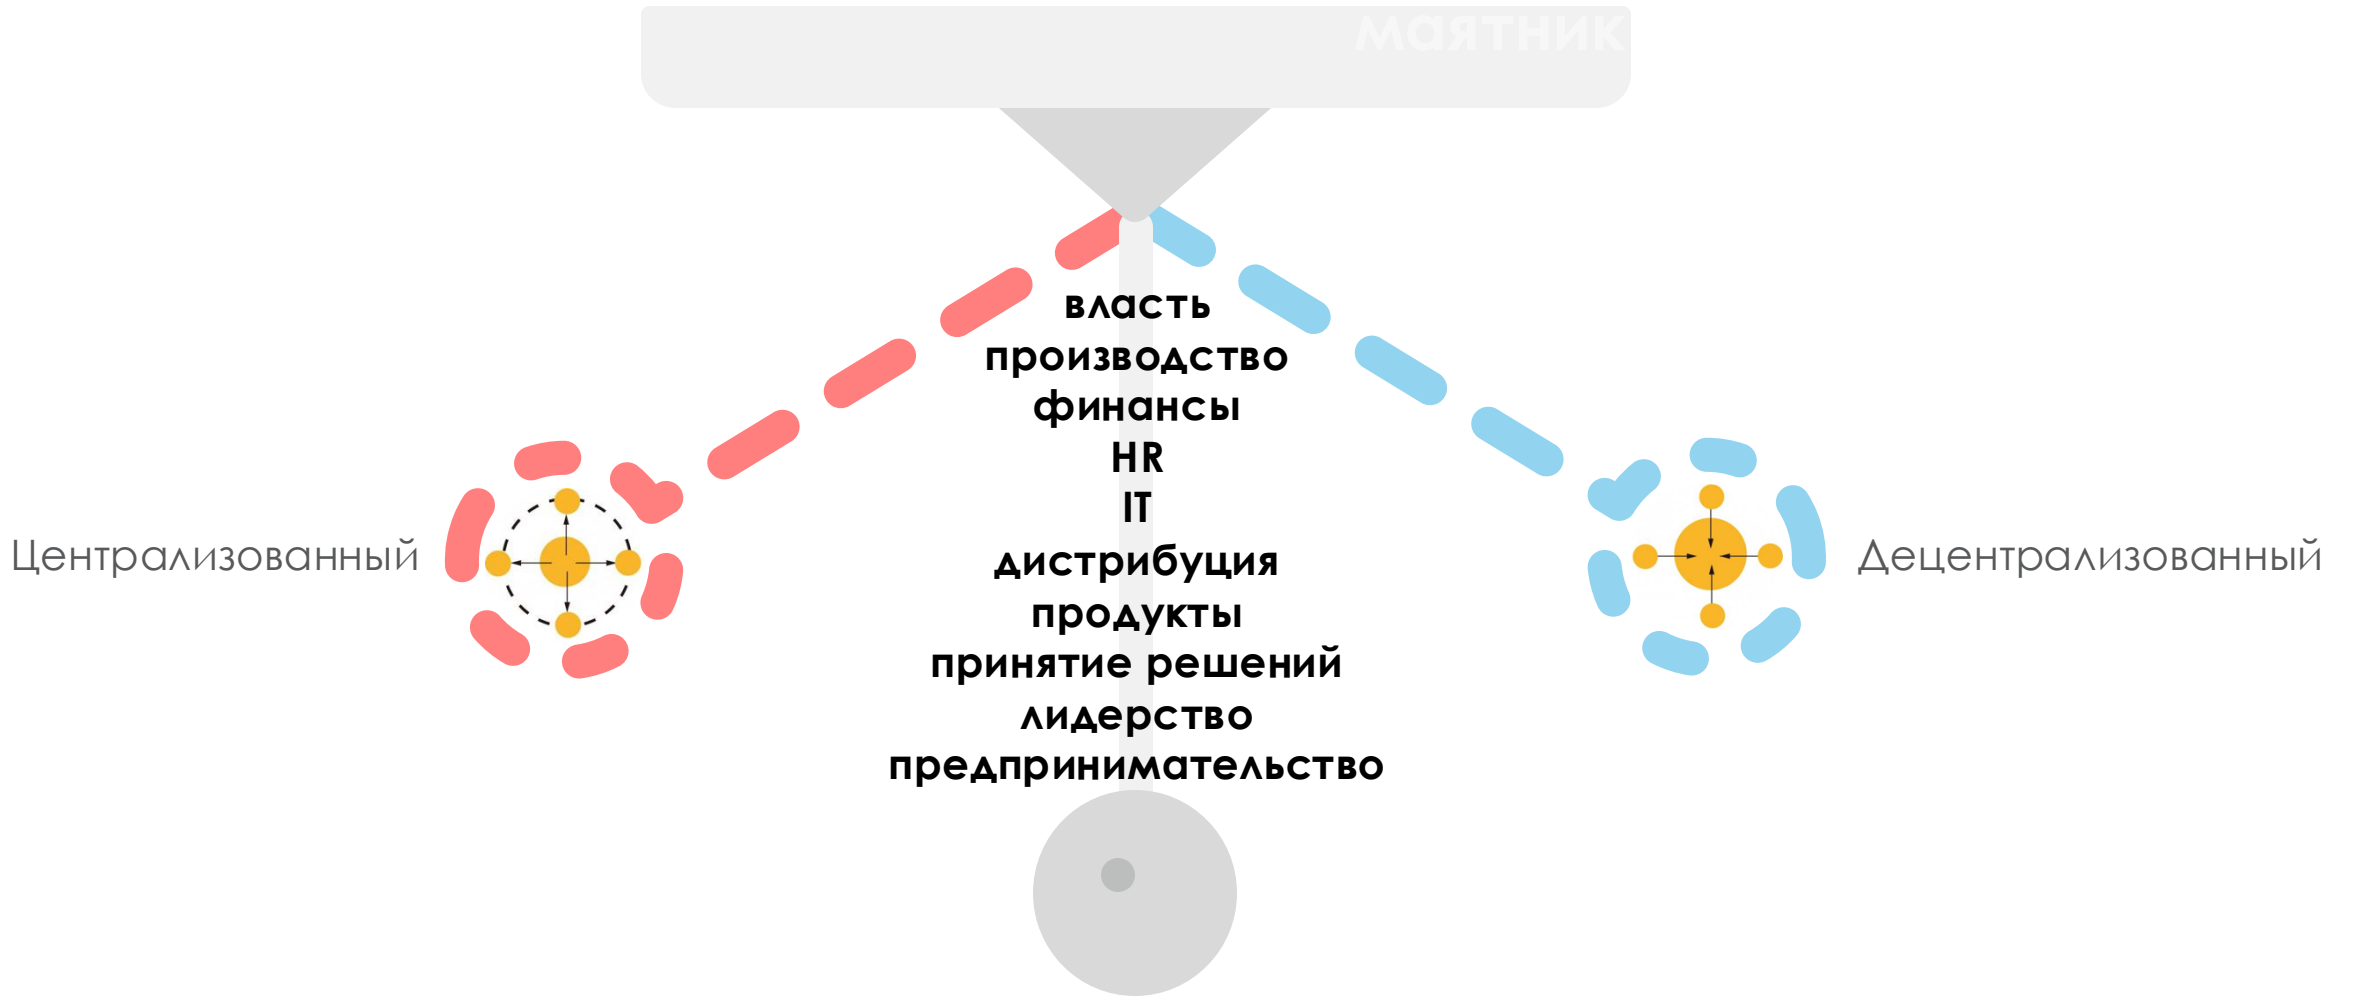 маятник
власть
производство
финансы
HR
IT
дистрибуция
продукты
принятие решений
лидерство
предпринимательство
Централизованный
Децентрализованный